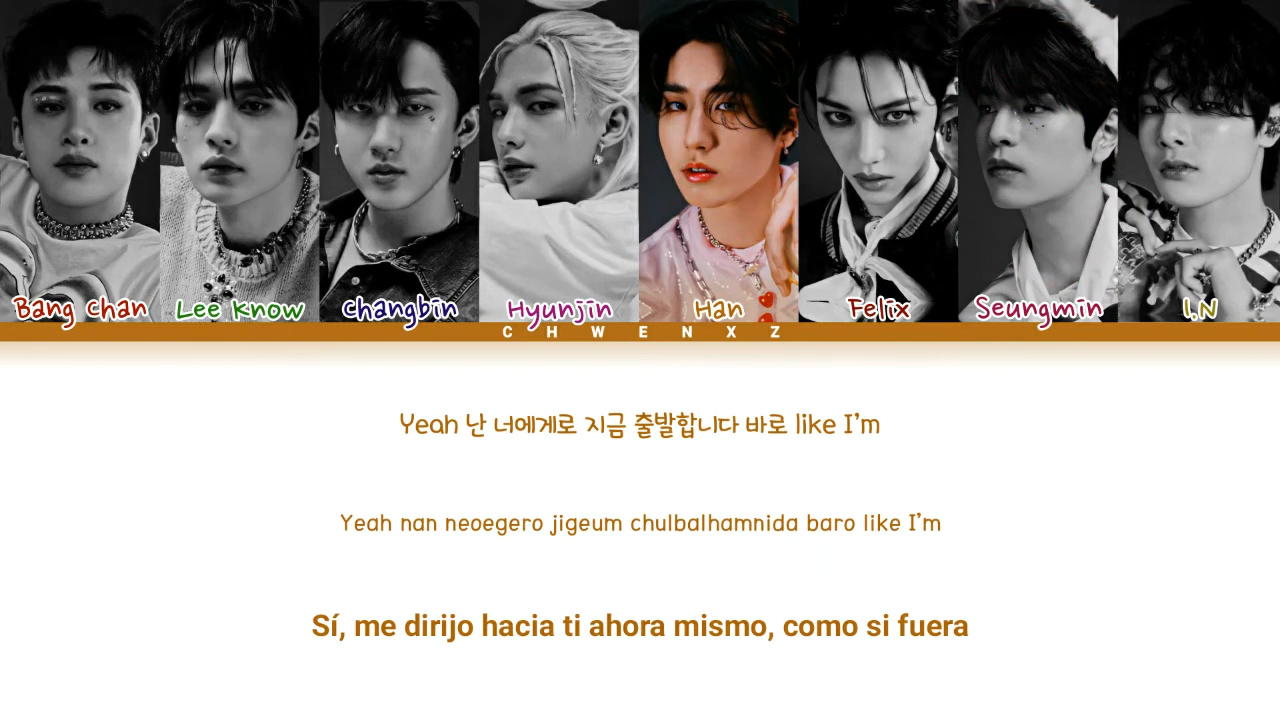 Bang Chan Lee Know Changbin Hyunjin Han Felix Seungmin I.N
CHWENXZ
Yeah 난 너에게로 지금 출발합니다 바로 like I'm
Yeah nan neoegero jigeum chulbalhamnida baro like I'm
Sí, me dirijo hacia ti ahora mismo, como si fuera